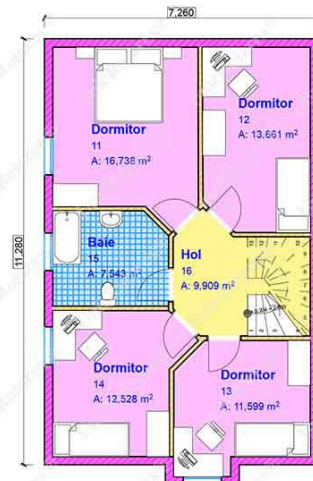 7,260
11,280
Dormitor
11
A: 16,738 m²
Dormitor
12
A: 13,661 m²
Baie
15
A: 7,543 m²
Hol
16
A: 9,909 m²
Dormitor
14
A: 12,528 m²
Dormitor
13
A: 11,599 m²